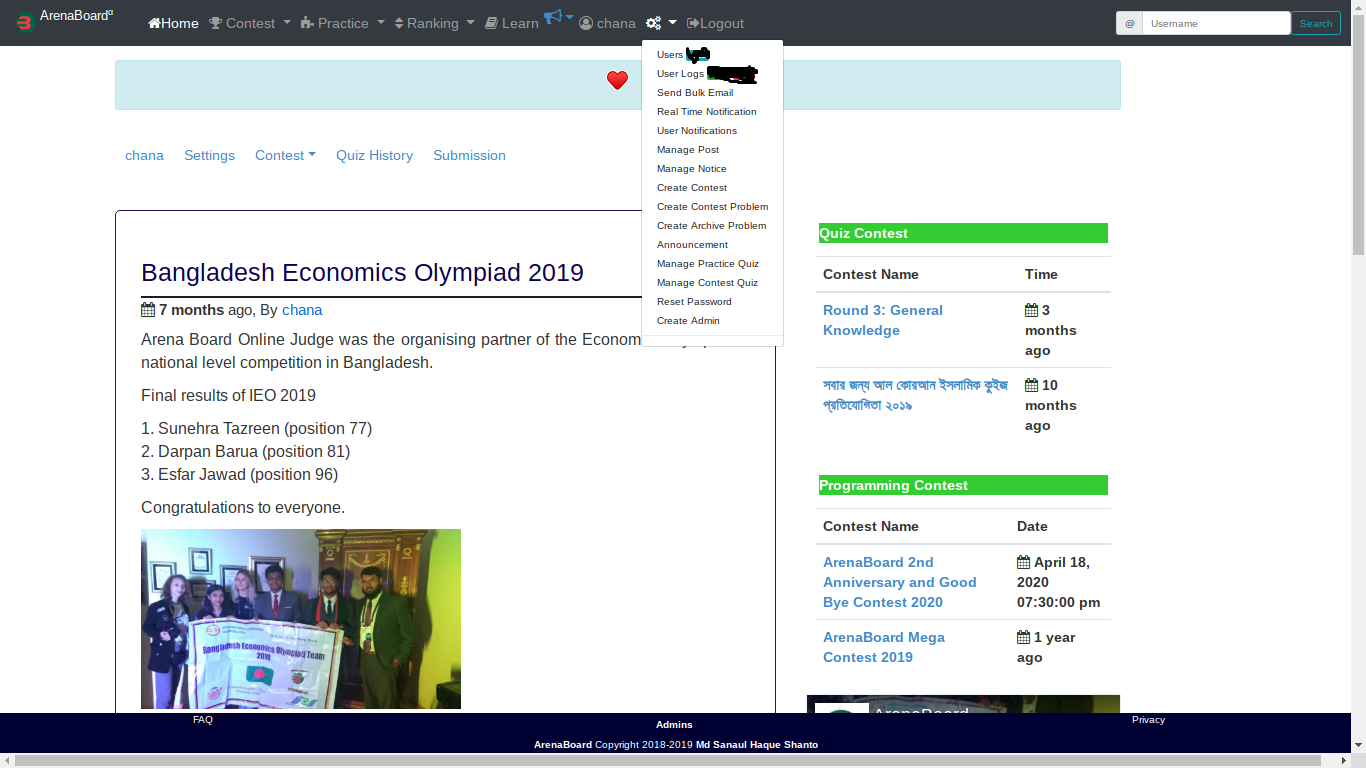 ArenaBoardα Home Contest Practice Ranking Learn chana Logout @ Username Search
Users
User Logs
Send Bulk Email
Real Time Notification
User Notifications
Manage Post
Manage Notice
Create Contest
Create Contest Problem
Create Archive Problem
Announcement
Manage Practice Quiz
Manage Contest Quiz
Reset Password
Create Admin
chana Settings Contest Quiz History Submission
Bangladesh Economics Olympiad 2019
7 months ago, By chana
Arena Board Online Judge was the organising partner of the
national level competition in Bangladesh.
Final results of IEO 2019
1. Sunehra Tazreen (position 77)
2. Darpan Barua (position 81)
3. Esfar Jawad (position 96)
Congratulations to everyone.
Bangladesh Economics Olympiad Team
2019
Quiz Contest
Contest Name Time
Round 3: General
Knowledge
3
months
ago
সবার জন্য আল কোরআন ইসলামিক কুইজ
প্রতিযোগিতা ২০১৯
10
months
ago
Programming Contest
Contest Name Date
ArenaBoard 2nd
Anniversary and Good
Bye Contest 2020
April 18,
2020
07:30:00 pm
ArenaBoard Mega
Contest 2019
1 year
ago
ArenaBoard
FAQ Admins Privacy
ArenaBoard Copyright 2018-2019 Md Sanaul Haque Shanto